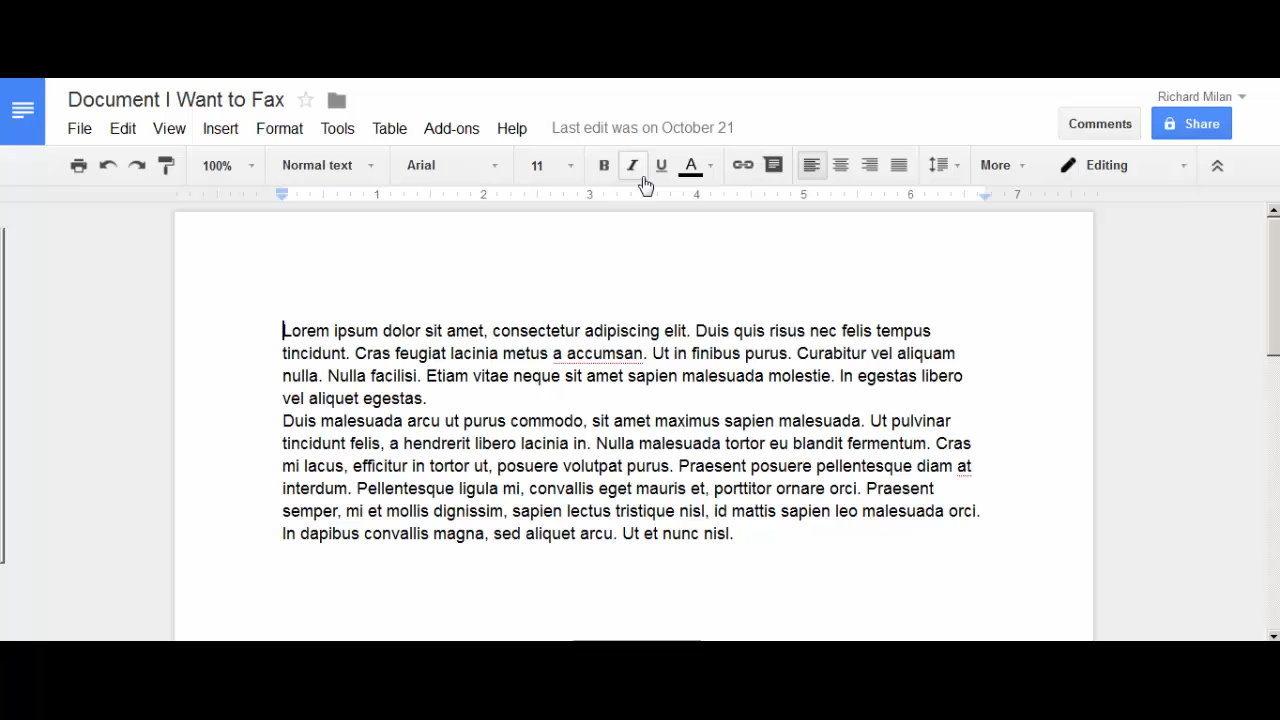 Document I Want to Fax
Richard Milan
File Edit View Insert Format Tools Table Add-ons Help Last edit was on October 21
Comments Share
100% Normal text Arial 11 B I U A More Editing
1 2 3 4 5 6 7
Lorem ipsum dolor sit amet, consectetur adipiscing elit. Duis quis risus nec felis tempus
tincidunt. Cras feugiat lacinia metus a accumsan. Ut in finibus purus. Curabitur vel aliquam
nulla. Nulla facilisi. Etiam vitae neque sit amet sapien malesuada molestie. In egestas libero
vel aliquet egestas.
Duis malesuada arcu ut purus commodo, sit amet maximus sapien malesuada. Ut pulvinar
tincidunt felis, a hendrerit libero lacinia in. Nulla malesuada tortor eu blandit fermentum. Cras
mi lacus, efficitur in tortor ut, posuere volutpat purus. Praesent posuere pellentesque diam at
interdum. Pellentesque ligula mi, convallis eget mauris et, porttitor ornare orci. Praesent
semper, mi et mollis dignissim, sapien lectus tristique nisl, id mattis sapien leo malesuada orci.
In dapibus convallis magna, sed aliquet arcu. Ut et nunc nisl.